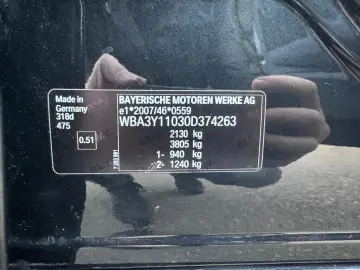 Made in
Germany
318d
475
0.51
BAYERISCHE MOTOREN WERKE AG
e1*2007/46*0559
WBA3Y11030D374263
2130 kg
3805 kg
1- 940 kg
2- 1240 kg